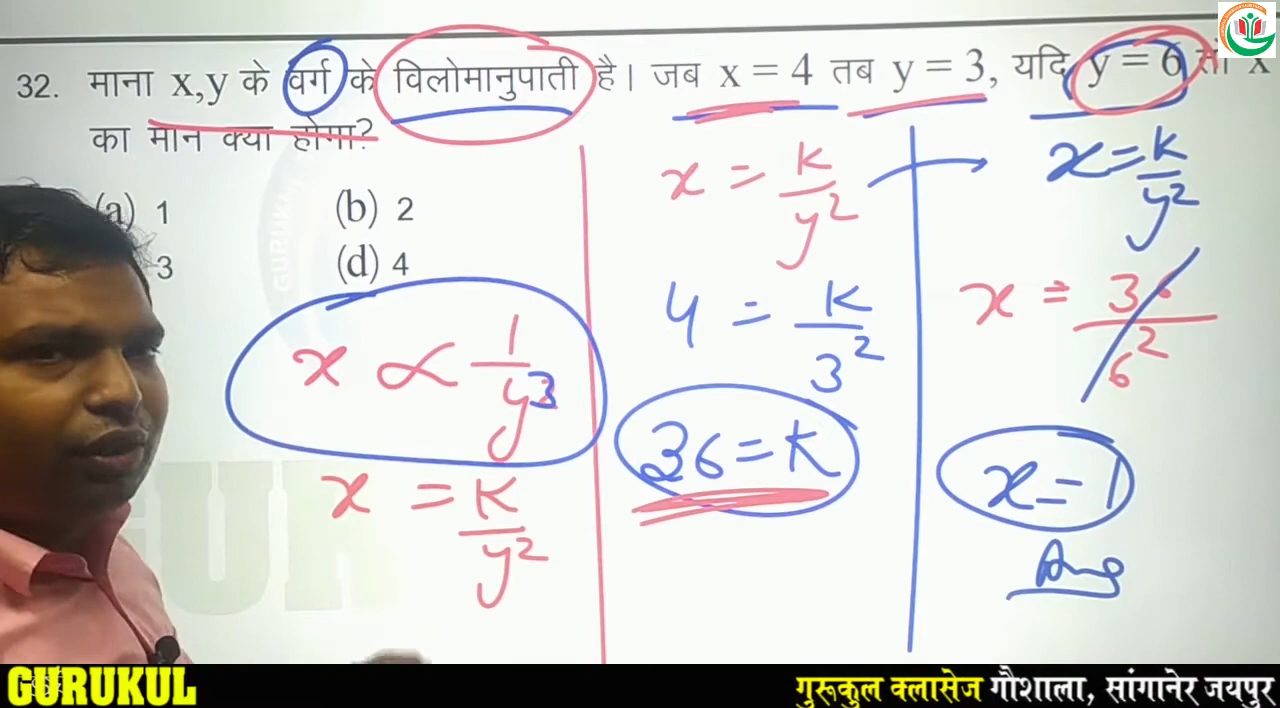 32. माना x,y के वर्ग के विलोमानुपाती है। जब x = 4 तब y = 3, यदि y = 6 तो x
का मान क्या होगा?
(a) 1
(b) 2
3
(d) 4
x ∝ 1/y³
x = K/y²
x = K/y²
4 = K/3²
36 = K
x = K/y²
x = 36/6²
x = 1
Ans
GURUKUL
गुरूकुल क्लासेज गौशाला, सांगानेर जयपुर